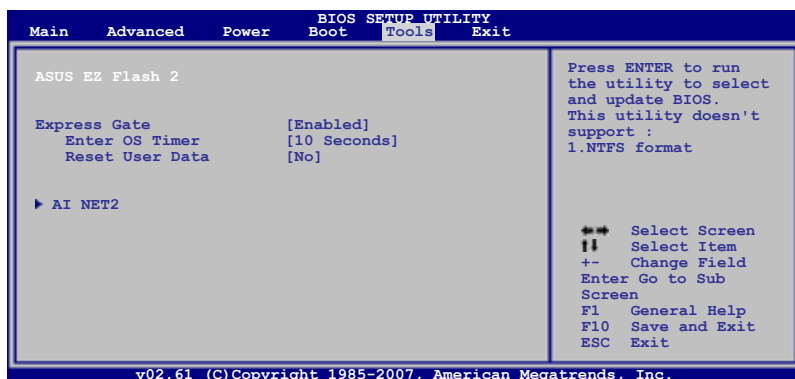 BIOS SETUP UTILITY
Main Advanced Power Boot Tools Exit
ASUS EZ Flash 2
Express Gate [Enabled]
Enter OS Timer [10 Seconds]
Reset User Data [No]
AI NET2
Press ENTER to run
the utility to select
and update BIOS.
This utility doesn't
support :
1.NTFS format
Select Screen
Select Item
+- Change Field
Enter Go to Sub
Screen
F1 General Help
F10 Save and Exit
ESC Exit
v02.61 (C)Copyright 1985-2007, American Megatrends, Inc.